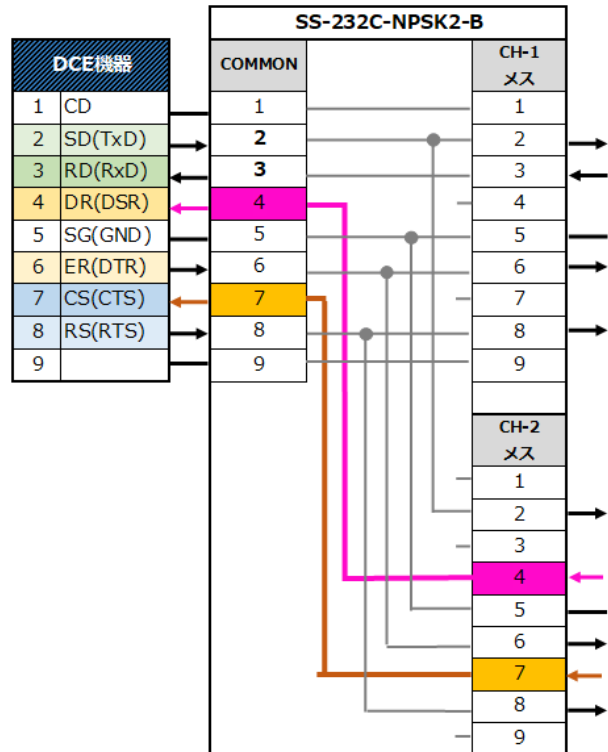 SS-232C-NPSK2-B
DCE機器
COMMON
CH-1
メス
1 CD 1 1
2 SD(TxD) 2 2
3 RD(RxD) 3 3
4 DR(DSR) 4 4
5 SG(GND) 5 5
6 ER(DTR) 6 6
7 CS(CTS) 7 7
8 RS(RTS) 8 8
9 9 9
CH-2
メス
1
2
3
4
5
6
7
8
9